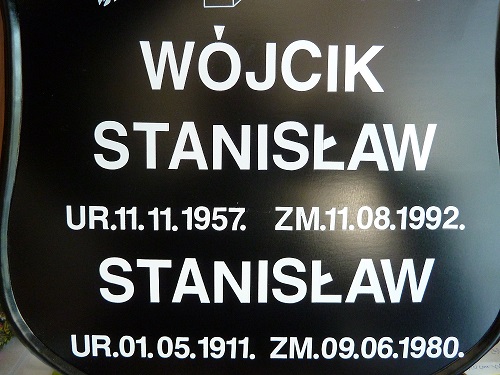 WÓJCIK
STANISŁAW
UR.11.11.1957. ZM.11.08.1992.
STANISŁAW
UR.01.05.1911. ZM.09.06.1980.